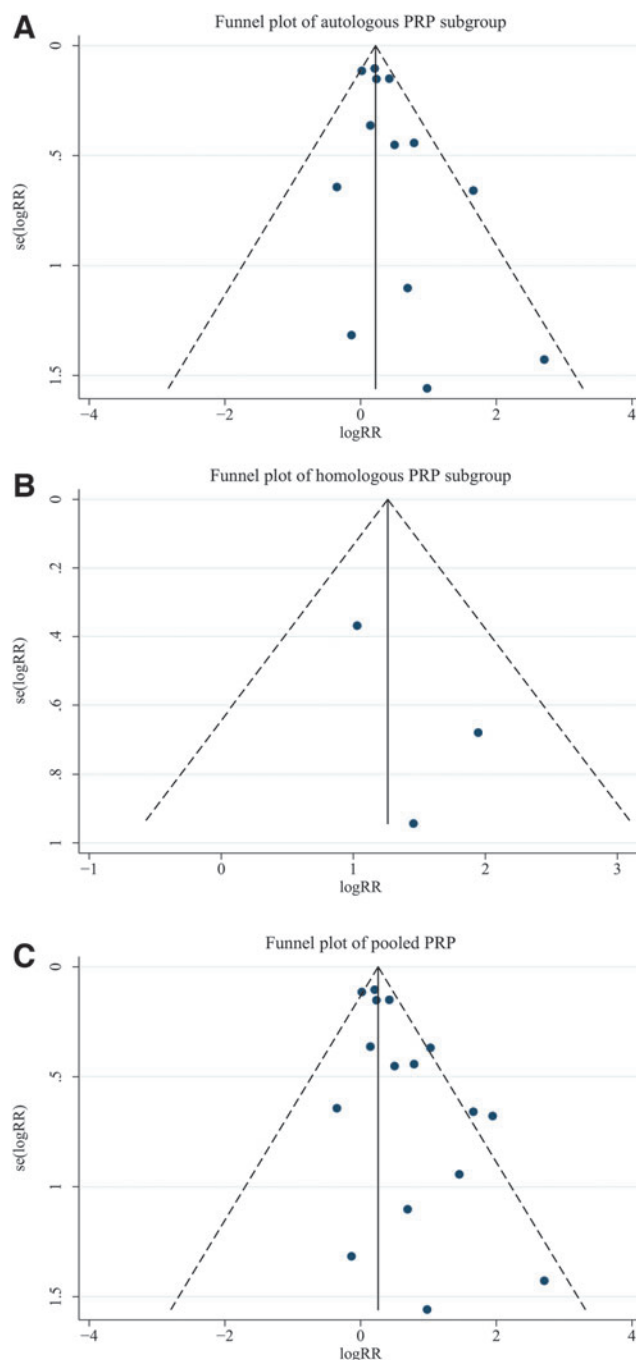 A
Funnel plot of autologous PRP subgroup
0
.5
1
1.5
se(logRR)
−4
−2
0
2
4
logRR
B
Funnel plot of homologous PRP subgroup
0
.2
.4
.6
.8
1
se(logRR)
−1
0
1
2
3
logRR
C
Funnel plot of pooled PRP
0
.5
1
1.5
se(logRR)
−4
−2
0
2
4
logRR